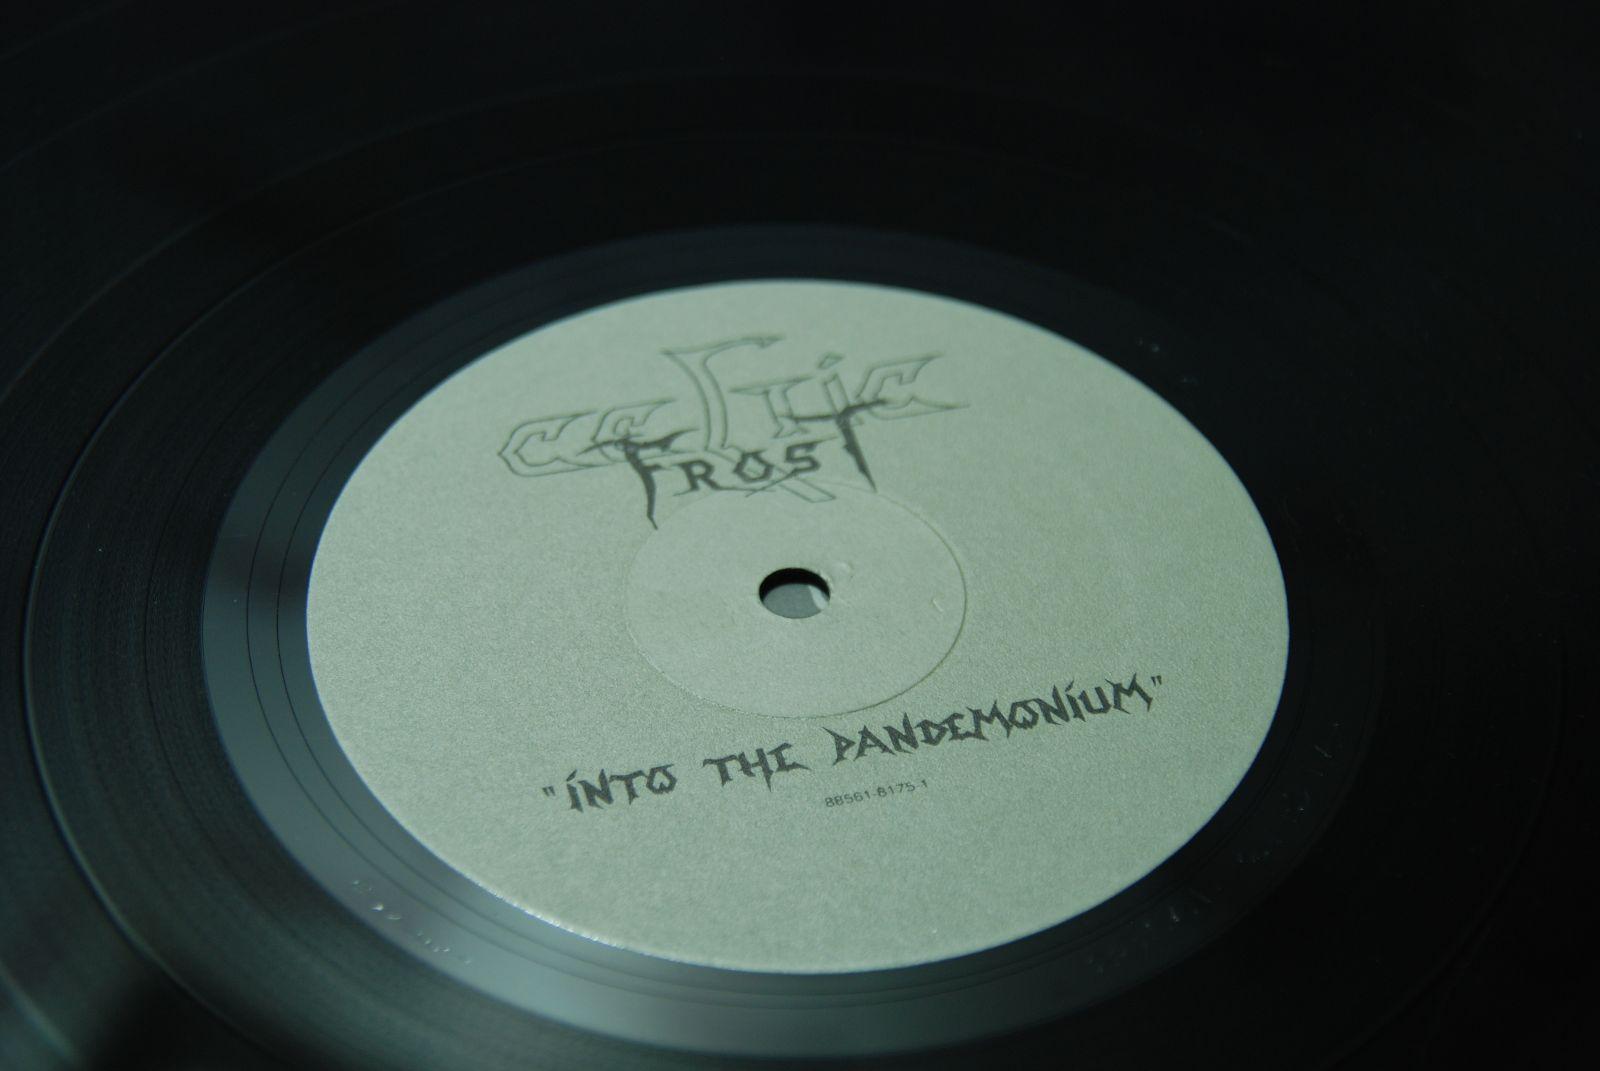 celtic
FROST
"iNTO THE PANDEMONiUM"
88561-8175-1